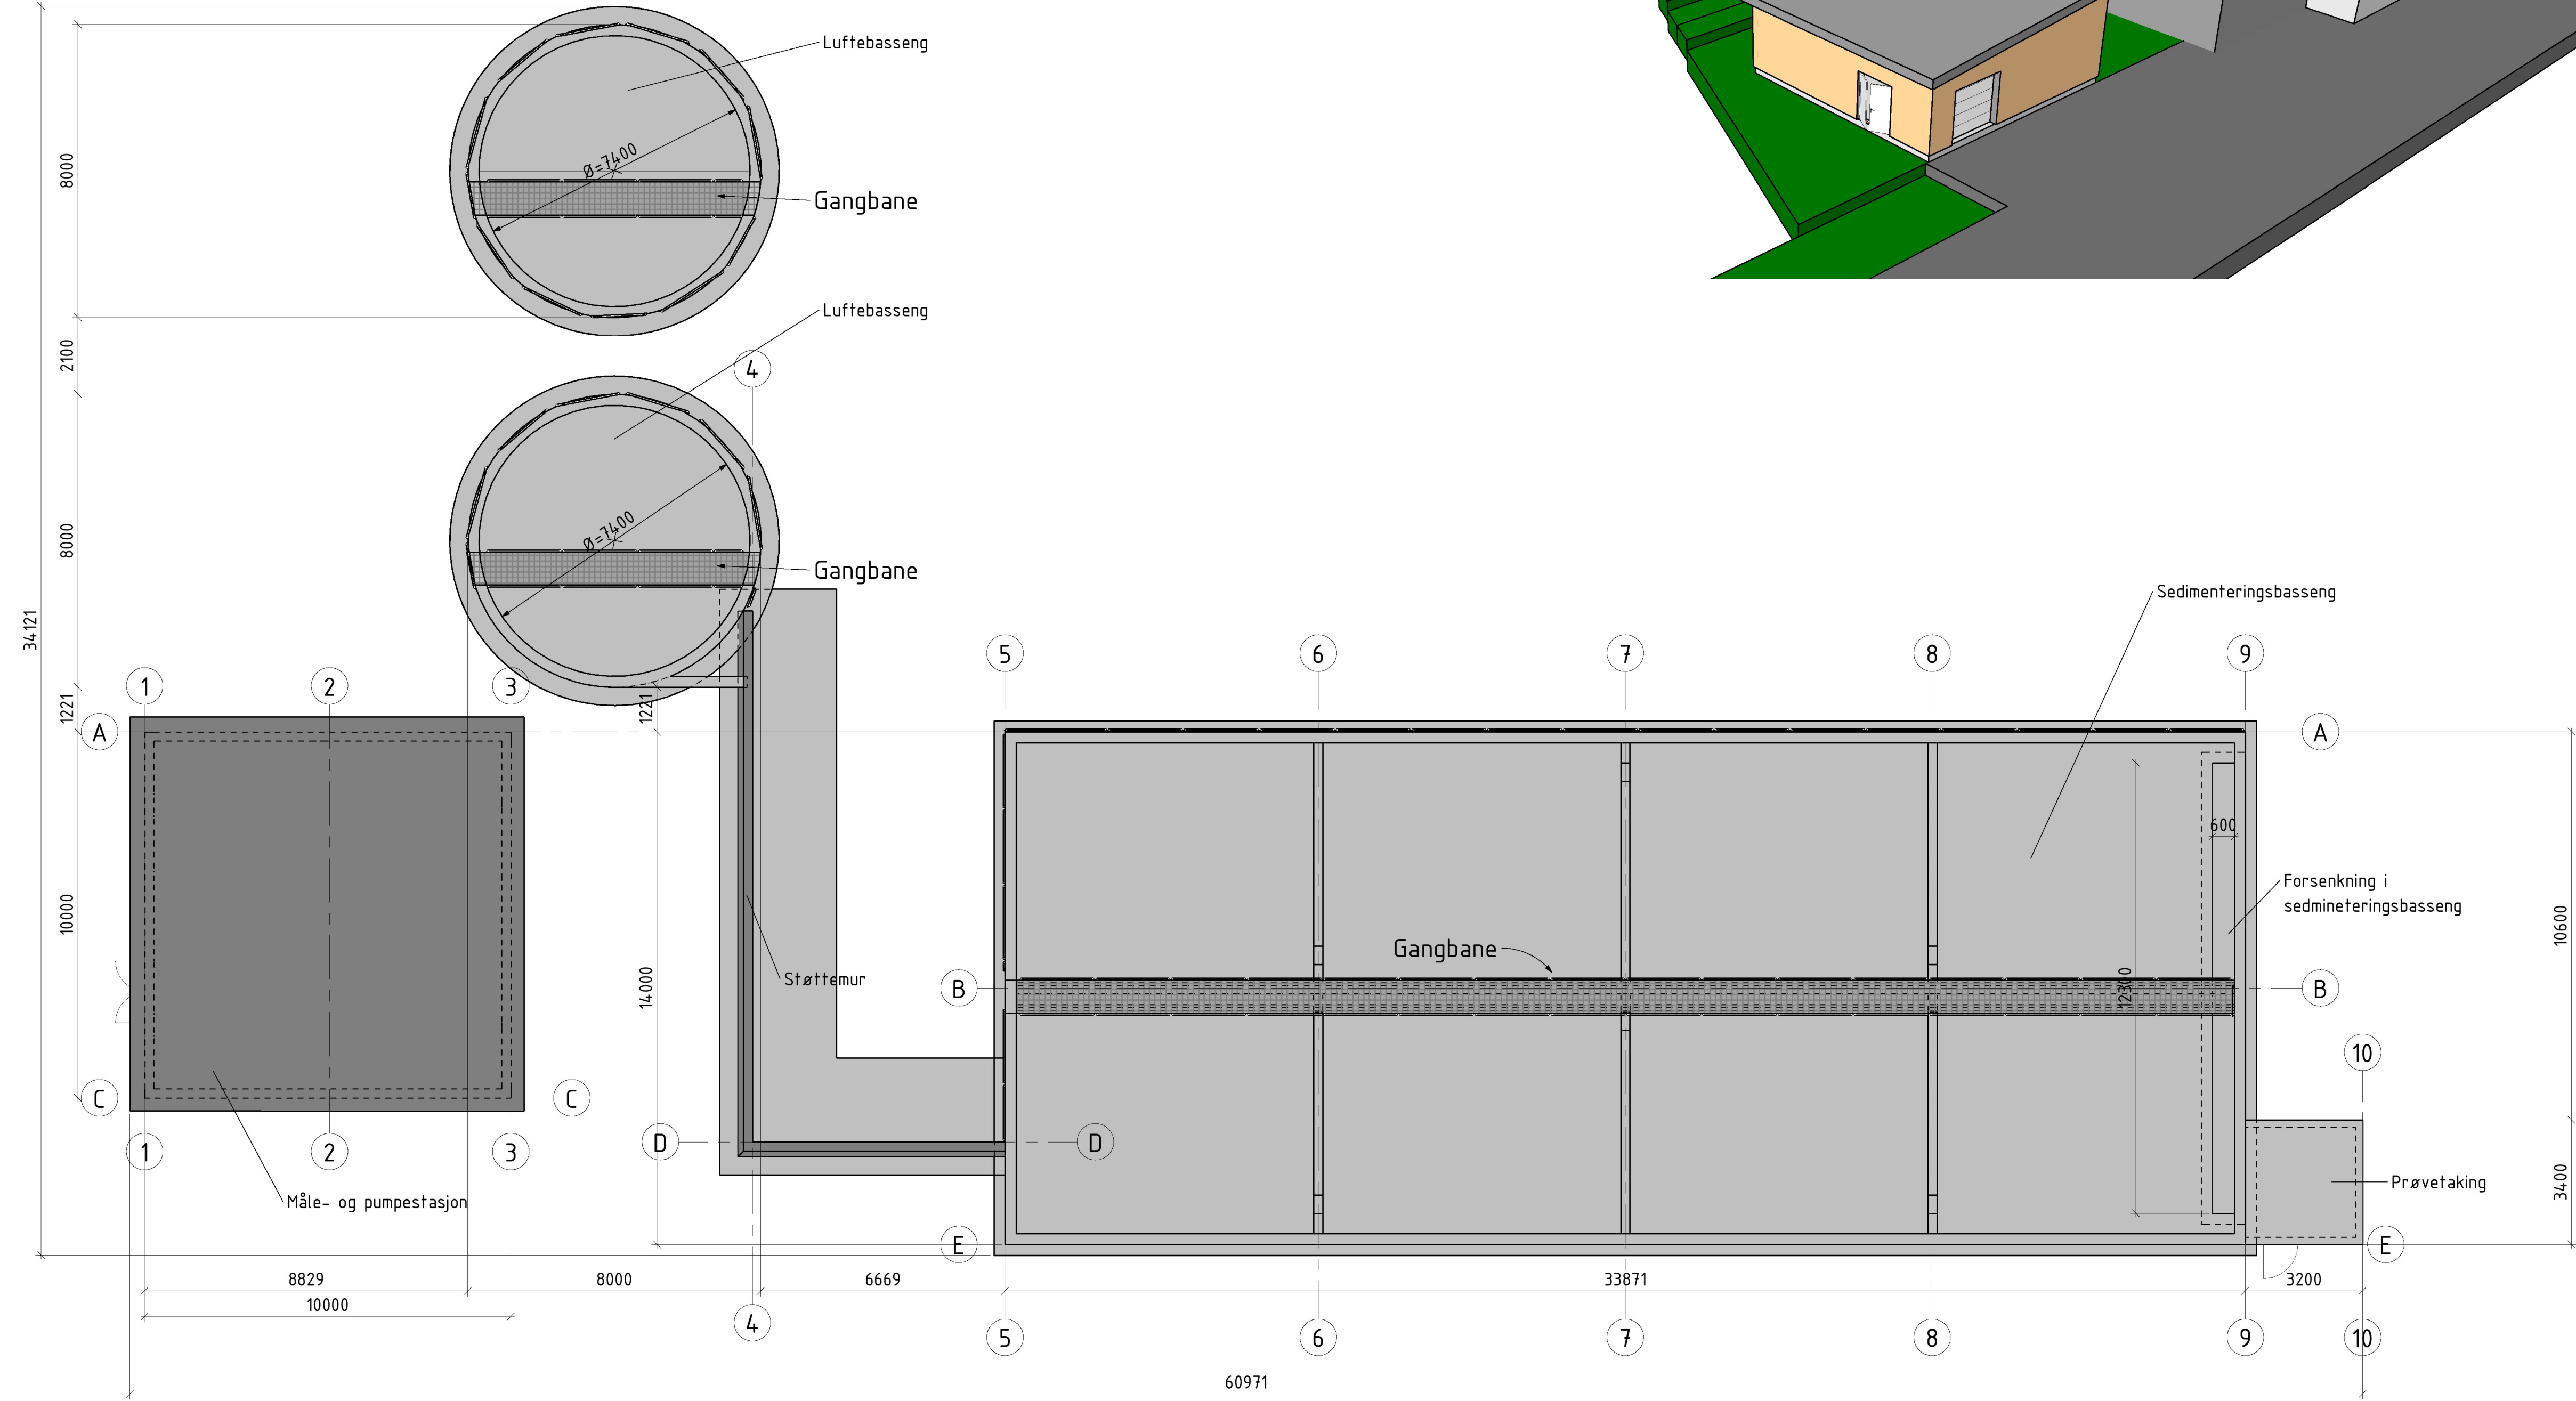 Luftebasseng
8000
Ø=7400
Gangbane
Luftebasseng
2100
4
8000
Ø=7400
Gangbane
Sedimenteringsbasseng
34121
5
6
7
8
9
1
2
3
1221
1221
A
A
600
Forsenkning i
sedmineteringsbasseng
10000
10600
Gangbane
Støttemur
14000
12300
B
B
10
C
C
D
D
1
2
3
Måle- og pumpestasjon
Prøvetaking
3400
E
E
8829
8000
6669
33871
3200
10000
4
5
6
7
8
9
10
60971